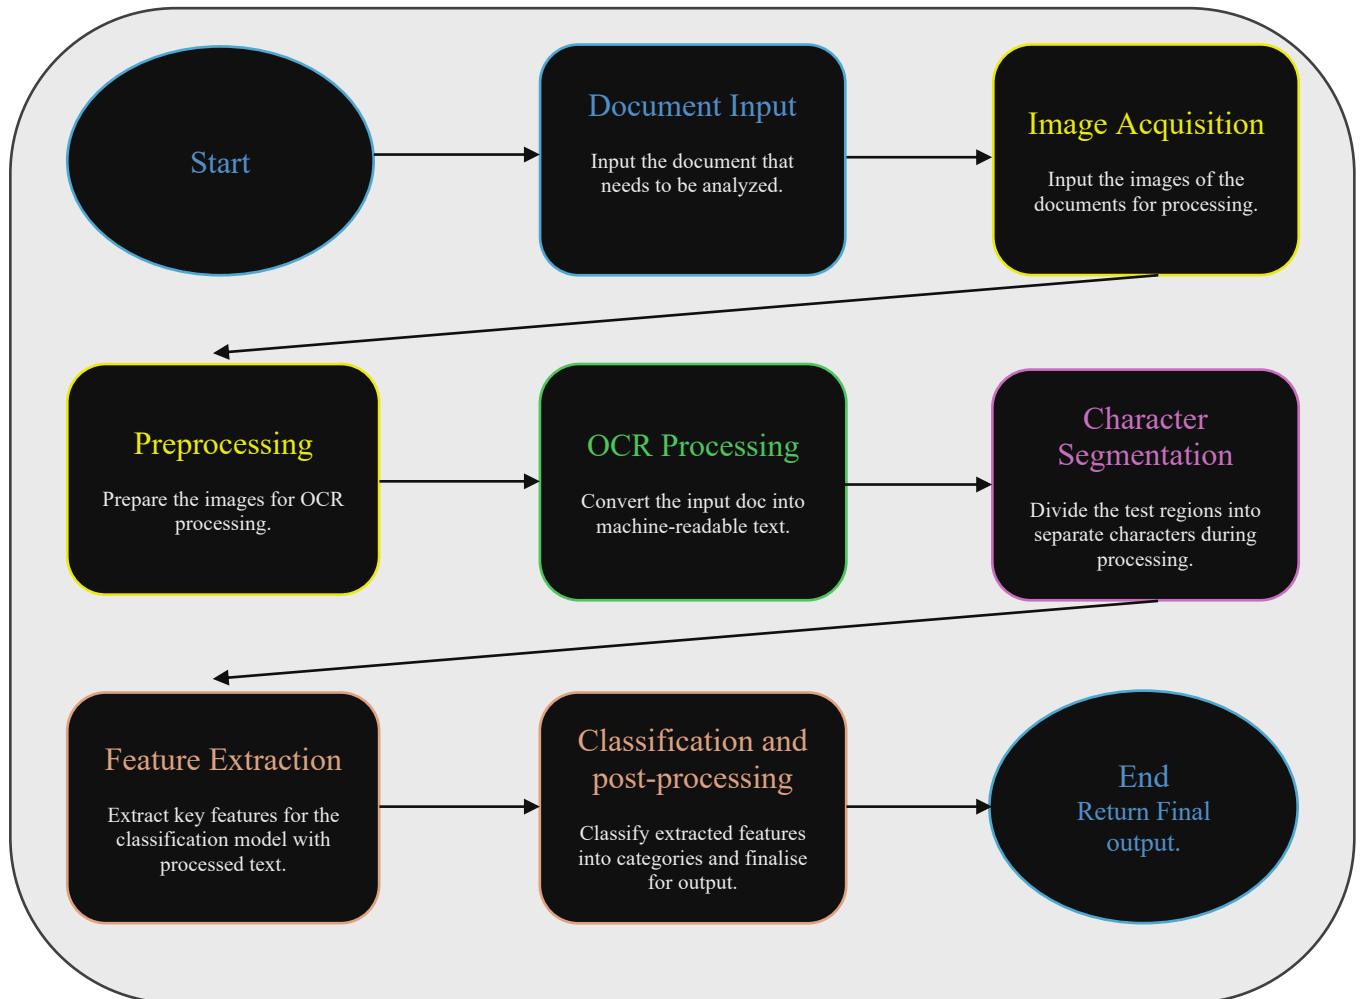 Start
Document Input
Input the document that
needs to be analyzed.
Image Acquisition
Input the images of the
documents for processing.
Preprocessing
Prepare the images for OCR
processing.
OCR Processing
Convert the input doc into
machine-readable text.
Character
Segmentation
Divide the test regions into
separate characters during
processing.
Feature Extraction
Extract key features for the
classification model with
processed text.
Classification and
post-processing
Classify extracted features
into categories and finalise
for output.
End
Return Final
output.